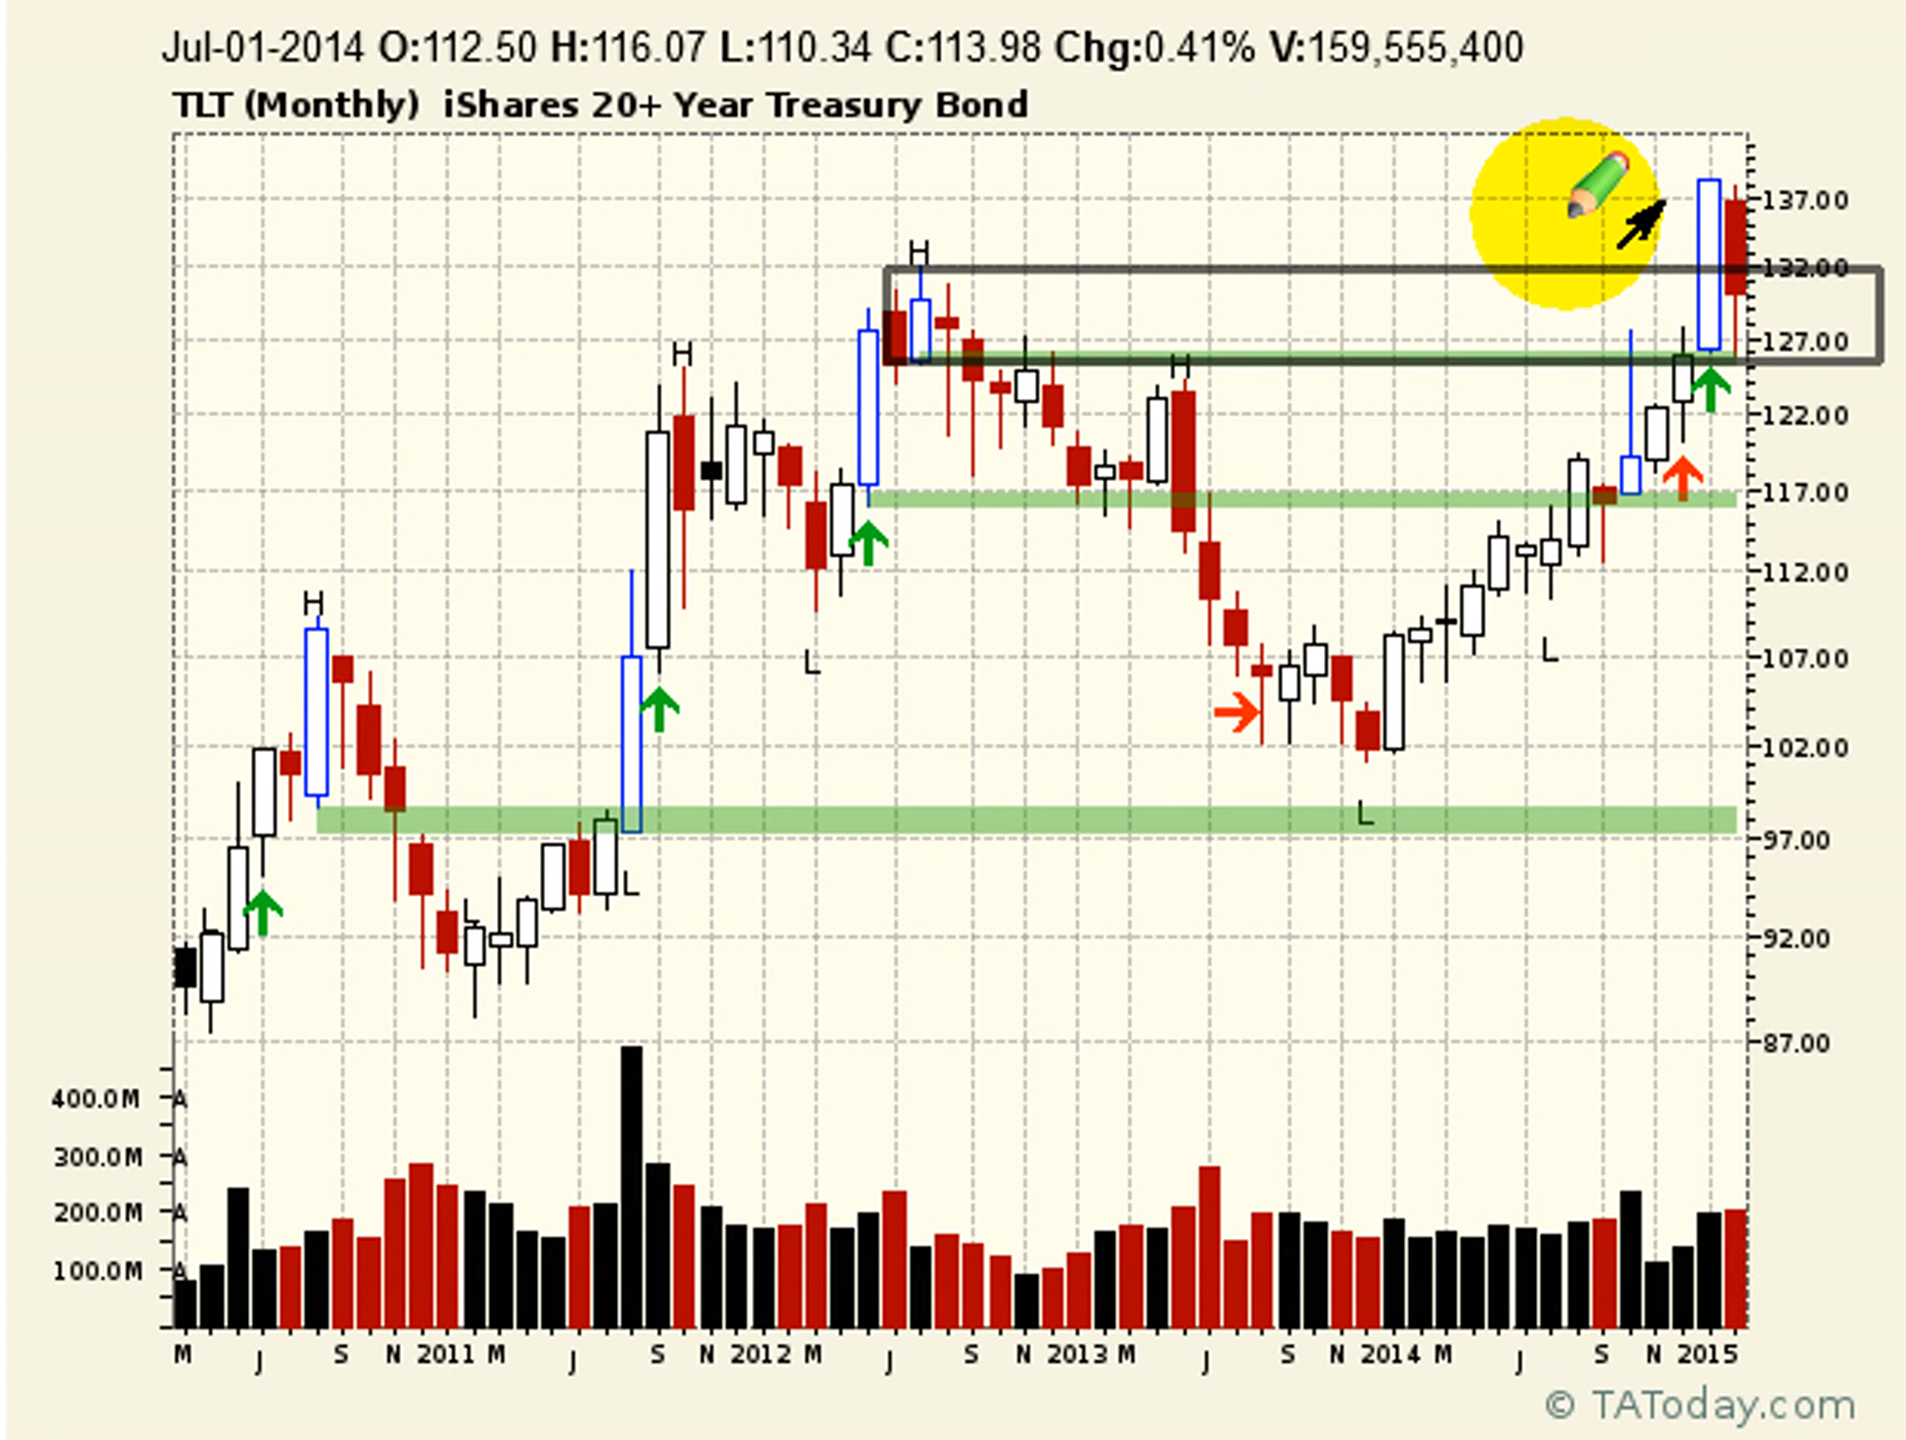 Jul-01-2014 O:112.50 H:116.07 L:110.34 C:113.98 Chg:0.41% V:159,555,400
TLT (Monthly) iShares 20+ Year Treasury Bond
137.00
H
132.00
H
127.00
H
122.00
117.00
112.00
H
107.00
L
L
102.00
L
97.00
L
L
92.00
87.00
400.0M A
300.0M A
200.0M A
100.0M A
M J S N 2011 M J S N 2012 M J S N 2013 M J S N 2014 M J S N 2015
© TAToday.com